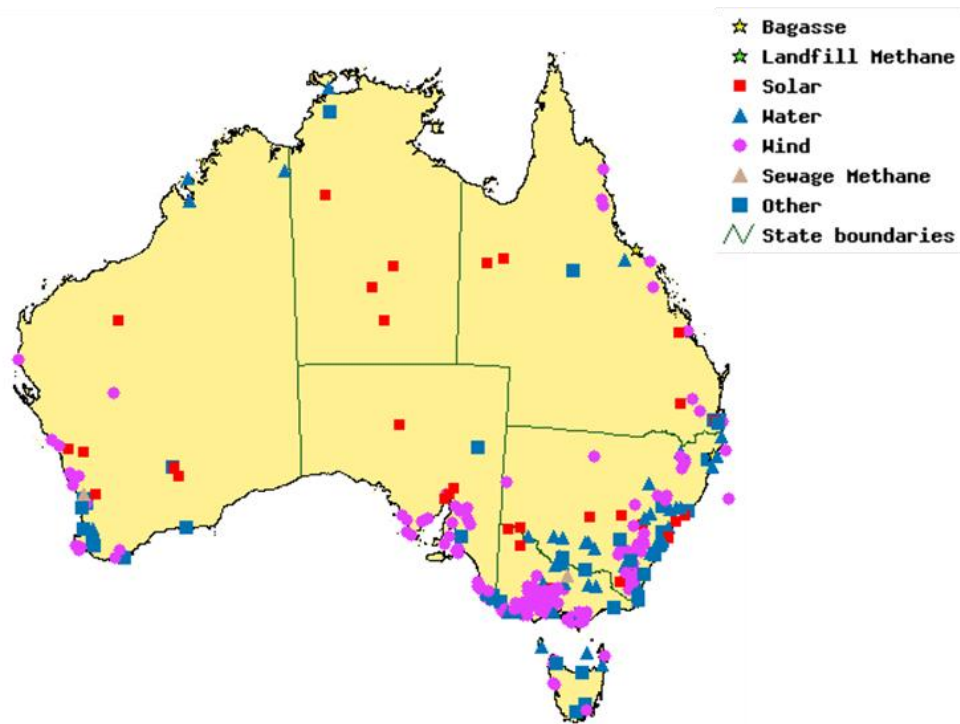 Bagasse
Landfill Methane
Solar
Water
Wind
Sewage Methane
Other
State boundaries